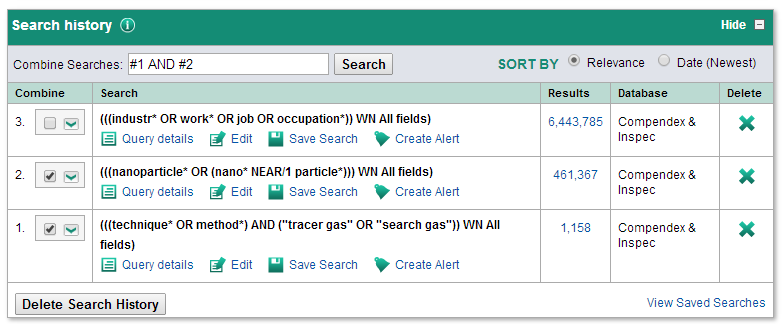 Search history i Hide
Combine Searches: #1 AND #2 Search SORT BY Relevance Date (Newest)
Combine Search Results Database Delete
3. (((industr* OR work* OR job OR occupation*)) WN All fields) 6,443,785 Compendex &
Inspec
Query details Edit Save Search Create Alert
2. (((nanoparticle* OR (nano* NEAR/1 particle*))) WN All fields) 461,367 Compendex &
Inspec
Query details Edit Save Search Create Alert
1. (((technique* OR method*) AND ("tracer gas" OR "search gas")) WN All
fields) 1,158 Compendex &
Inspec
Query details Edit Save Search Create Alert
Delete Search History View Saved Searches